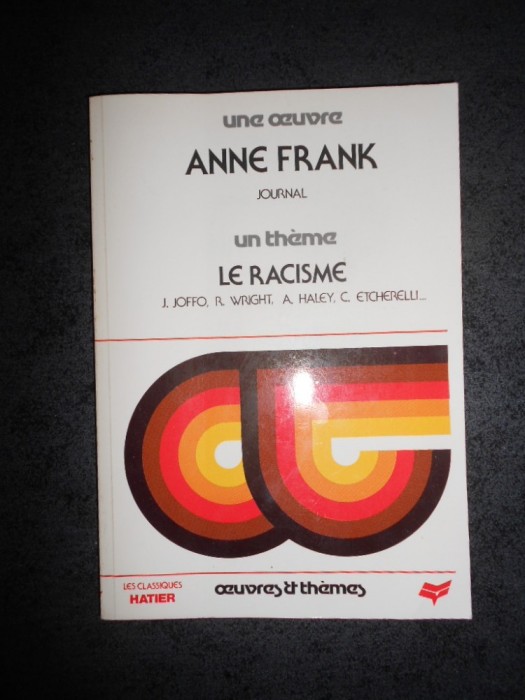 une œuvre
ANNE FRANK
JOURNAL
un thème
LE RACISME
J. JOFFO, R. WRIGHT, A. HALEY, C. ETCHERELLI...
LES CLASSIQUES
HATIER
œuvres & thèmes